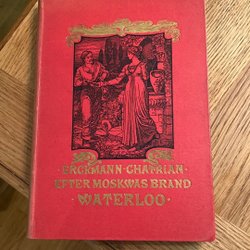 ERCKMANN-CHATRIAN
EFTER MOSKWAS BRAND
WATERLOO